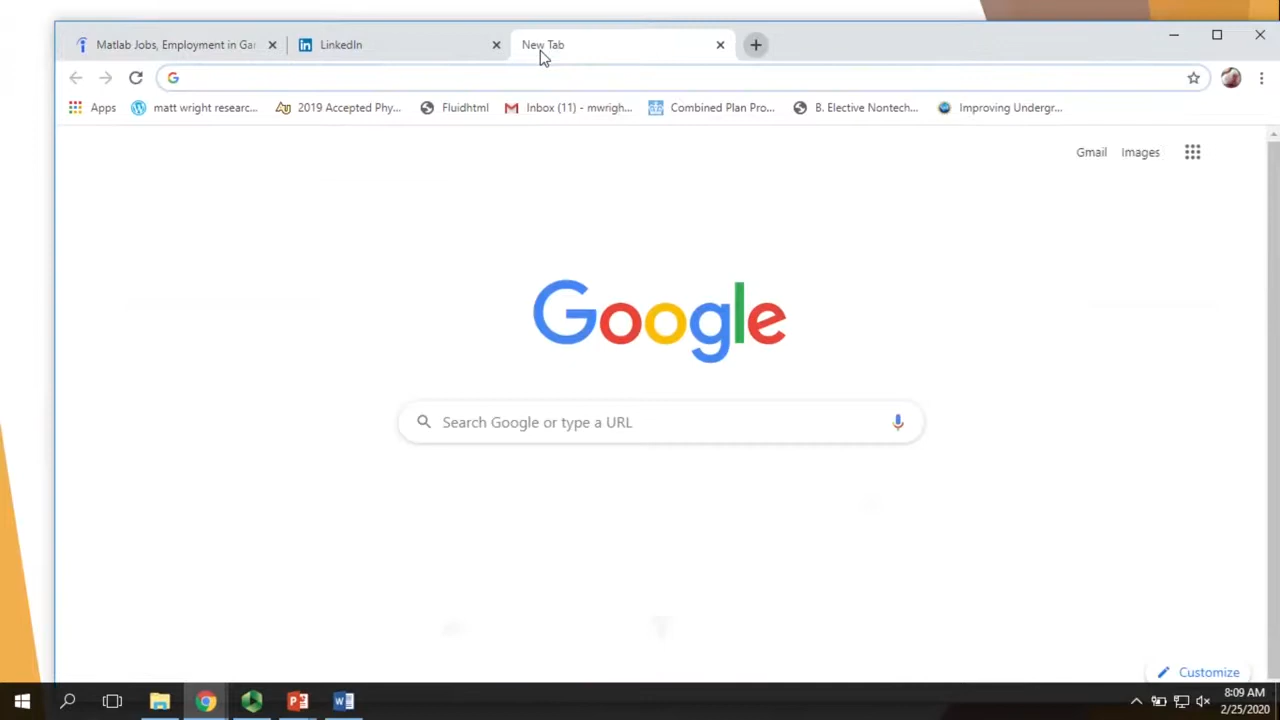 Matlab Jobs, Employment in Gar
LinkedIn
New Tab
Apps
matt wright researc...
2019 Accepted Phy...
Fluidhtml
Inbox (11) - mwrigh...
Combined Plan Pro...
B. Elective Nontech...
Improving Undergr...
Gmail
Images
Google
Search Google or type a URL
Customize
8:09 AM
2/25/2020